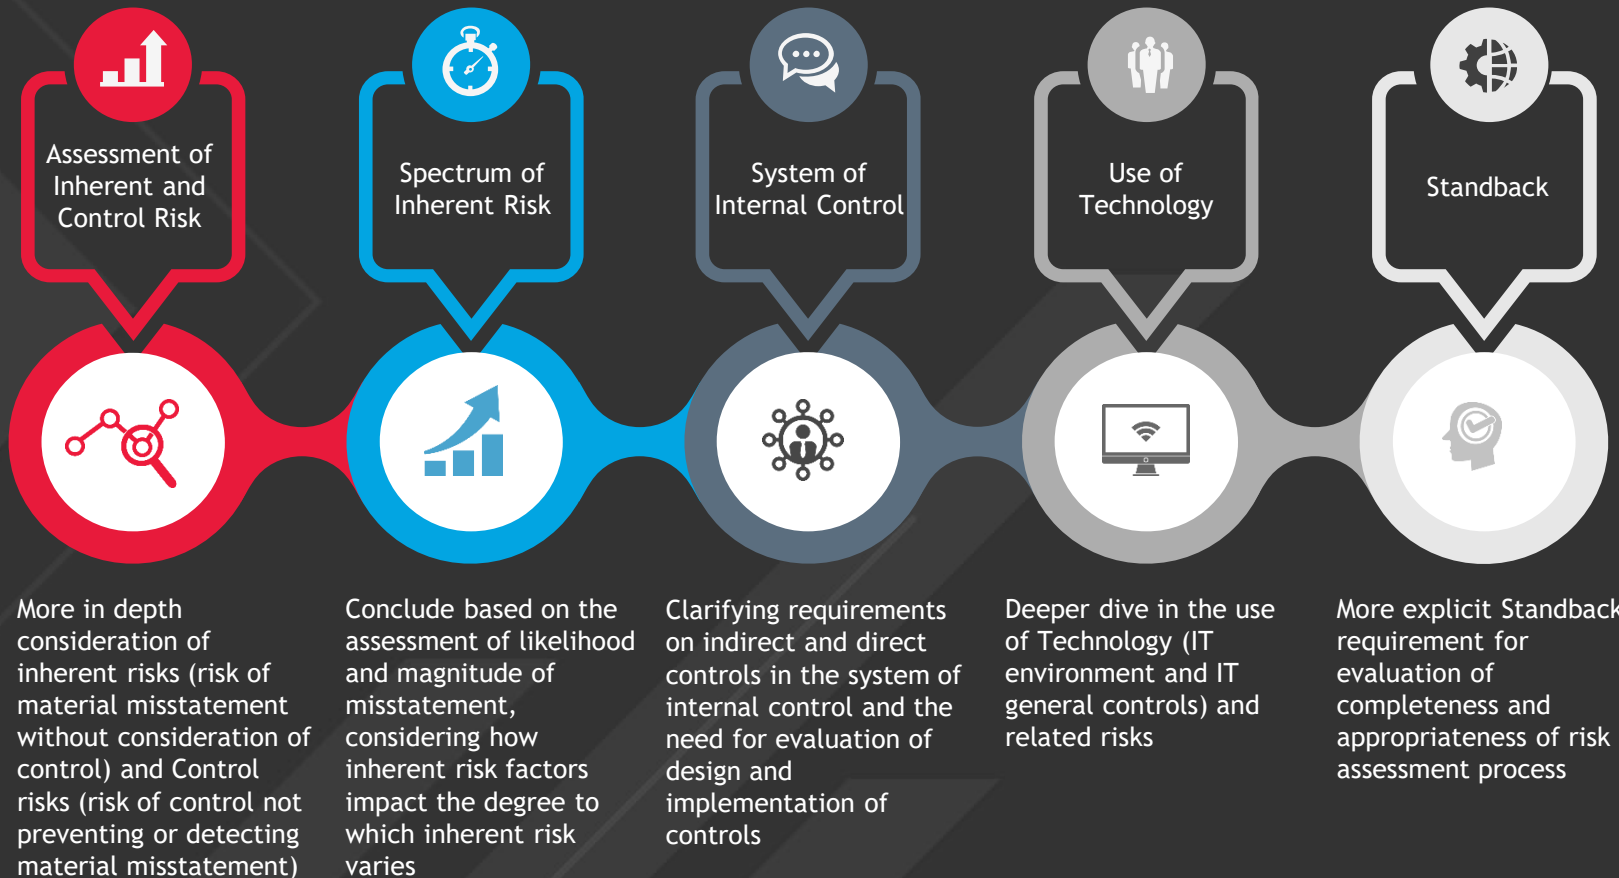 Assessment of
Inherent and
Control Risk
Spectrum of
Inherent Risk
System of
Internal Control
Use of
Technology
Standback
More in depth
consideration of
inherent risks (risk of
material misstatement
without consideration of
control) and Control
risks (risk of control not
preventing or detecting
material misstatement)
Conclude based on the
assessment of likelihood
and magnitude of
misstatement,
considering how
inherent risk factors
impact the degree to
which inherent risk
varies
Clarifying requirements
on indirect and direct
controls in the system of
internal control and the
need for evaluation of
design and
implementation of
controls
Deeper dive in the use
of Technology (IT
environment and IT
general controls) and
related risks
More explicit Standback
requirement for
evaluation of
completeness and
appropriateness of risk
assessment process